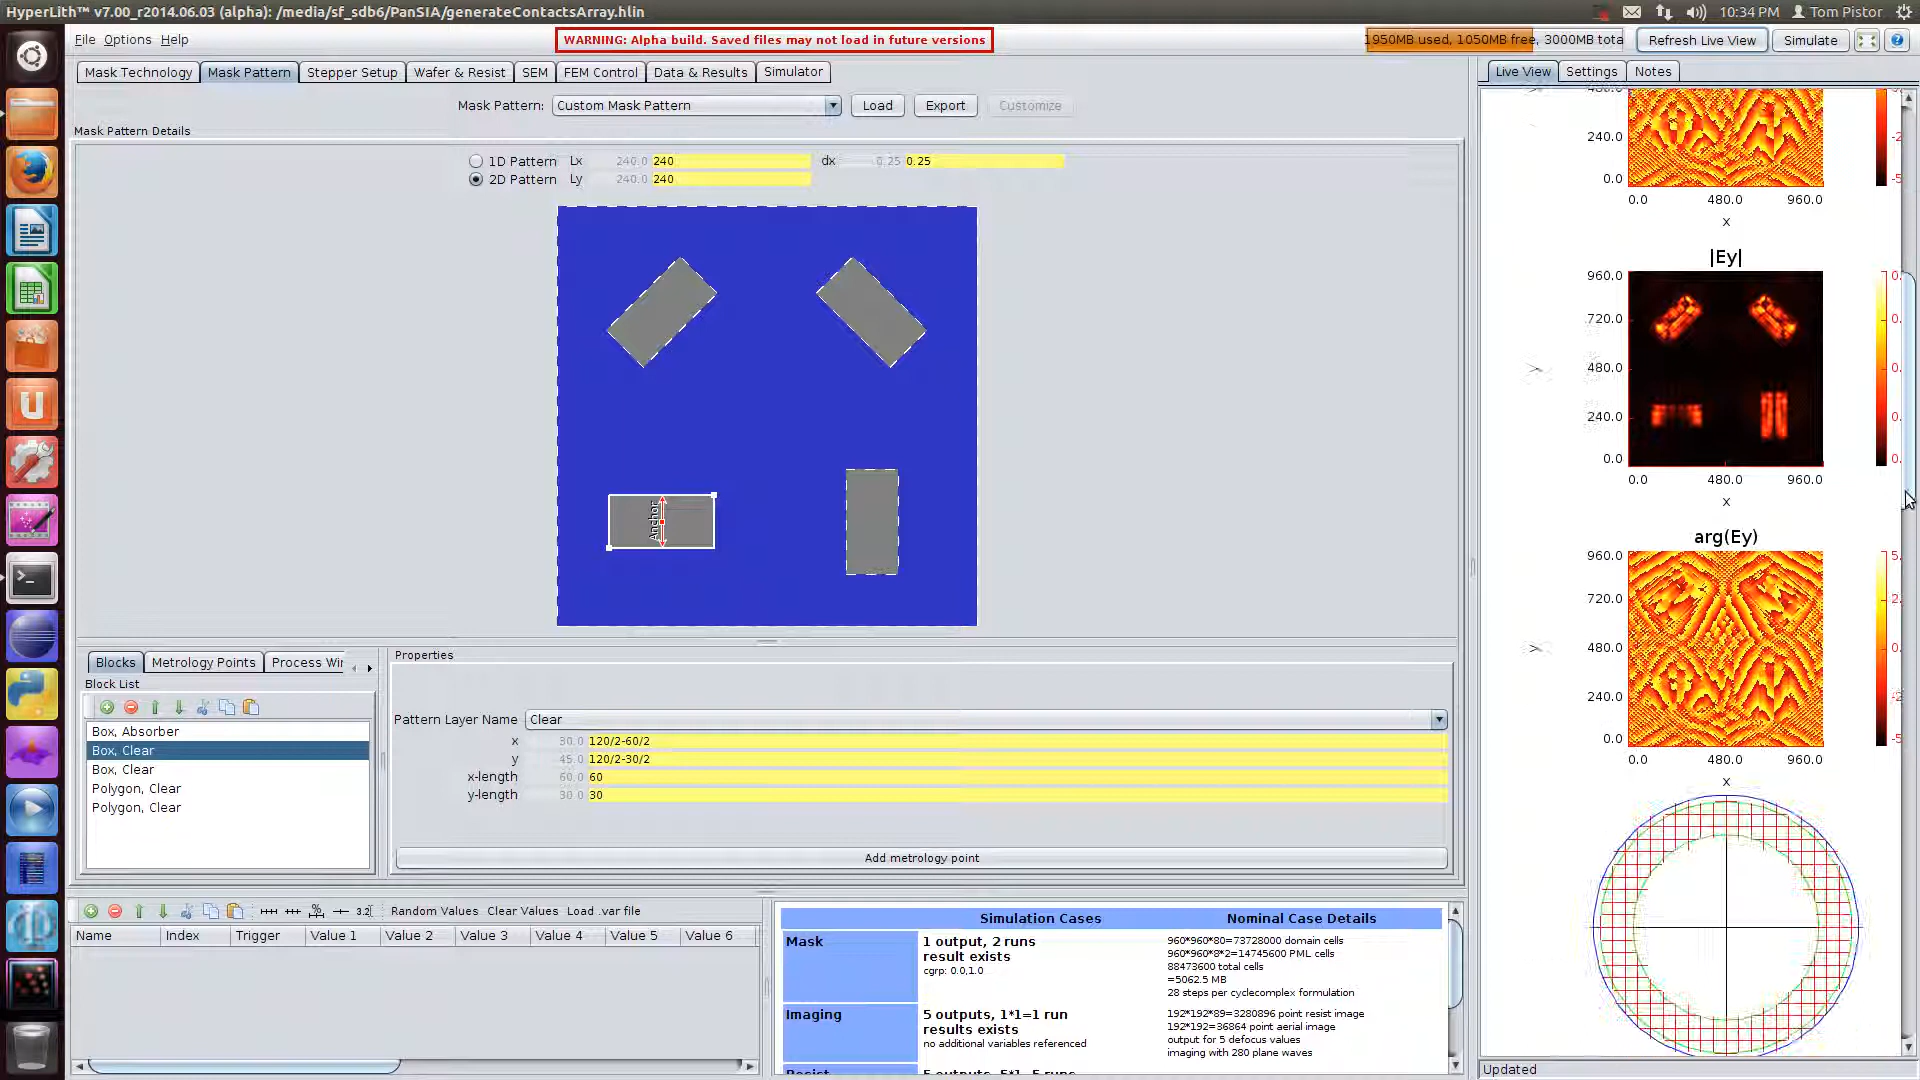 HyperLith™ v7.00_r2014.06.03 (alpha): /media/sf_sdb6/PanSIA/generateContactsArray.hlin
10:34 PM Tom Pistor
File Options Help
WARNING: Alpha build. Saved files may not load in future versions
1950MB used, 1050MB free, 3000MB tota
Refresh Live View Simulate
Mask Technology Mask Pattern Stepper Setup Wafer & Resist SEM FEM Control Data & Results Simulator
Live View Settings Notes
Mask Pattern: Custom Mask Pattern Load Export Customize
Mask Pattern Details
1D Pattern Lx 240.0 240 dx 0.25 0.25
2D Pattern Ly 240.0 240
Anchor
240.0
0.0
0.0 480.0 960.0
x
|Ey|
960.0
720.0
480.0
240.0
0.0
0.0 480.0 960.0
x
arg(Ey)
960.0
720.0
480.0
240.0
0.0
0.0 480.0 960.0
x
Blocks Metrology Points Process Wi
Block List
Box, Absorber
Box, Clear
Box, Clear
Polygon, Clear
Polygon, Clear
Properties
Pattern Layer Name Clear
x 30.0 120/2-60/2
y 45.0 120/2-30/2
x-length 60.0 60
y-length 30.0 30
Add metrology point
Random Values Clear Values Load .var file
Name Index Trigger Value 1 Value 2 Value 3 Value 4 Value 5 Value 6
Simulation Cases Nominal Case Details
Mask
1 output, 2 runs
result exists
cgrp: 0.0,1.0
960*960*80=73728000 domain cells
960*960*8*2=14745600 PML cells
88473600 total cells
=5062.5 MB
28 steps per cyclecomplex formulation
Imaging
5 outputs, 1*1=1 run
results exists
no additional variables referenced
192*192*89=3280896 point resist image
192*192=36864 point aerial image
output for 5 defocus values
imaging with 280 plane waves
Updated